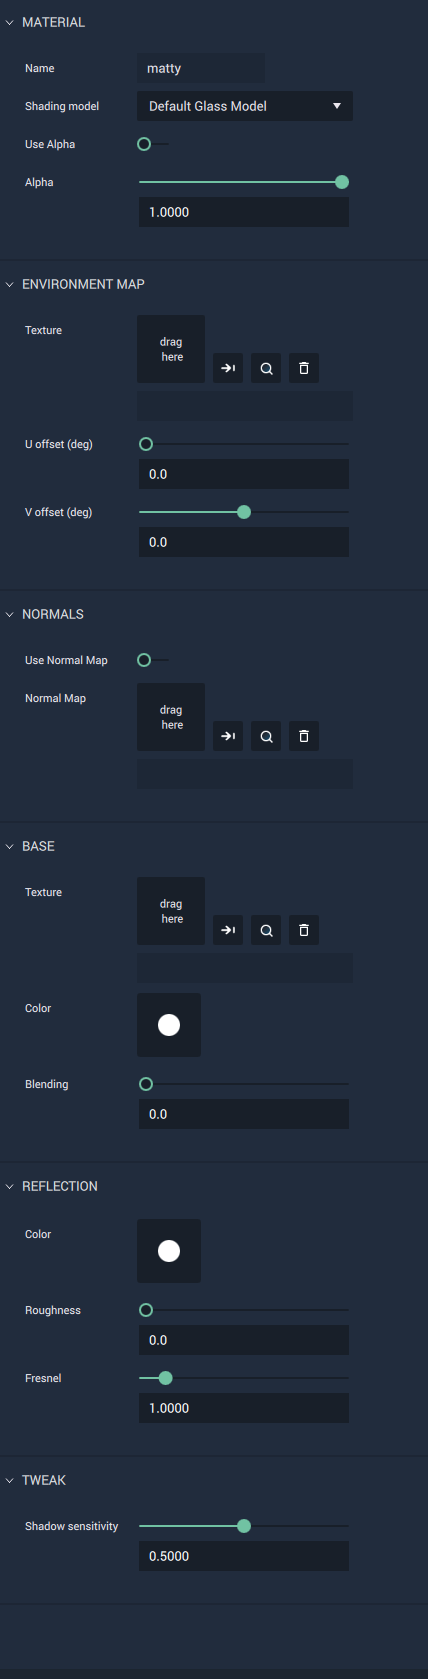 MATERIAL
Name
matty
Shading model
Default Glass Model
Use Alpha
Alpha
1.0000
ENVIRONMENT MAP
Texture
drag
here
U offset (deg)
0.0
V offset (deg)
0.0
NORMALS
Use Normal Map
Normal Map
drag
here
BASE
Texture
drag
here
Color
Blending
0.0
REFLECTION
Color
Roughness
0.0
Fresnel
1.0000
TWEAK
Shadow sensitivity
0.5000